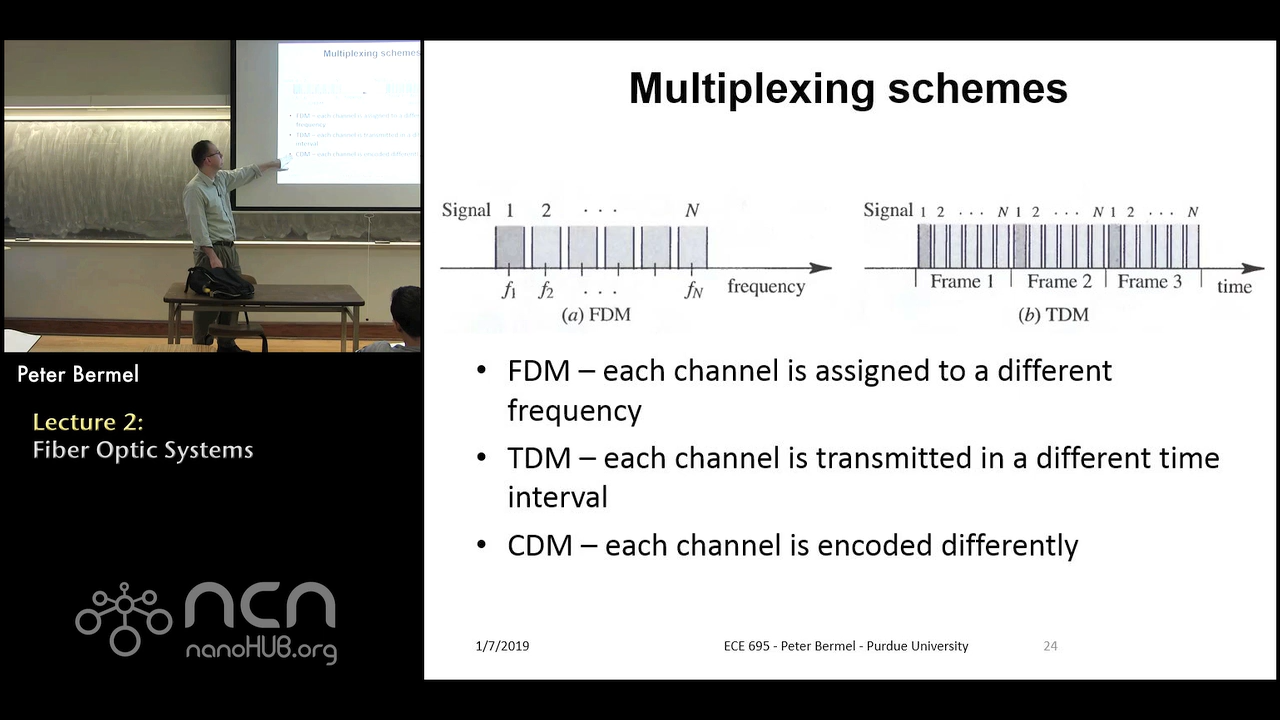 Multiplexing schemes
Multiplexing schemes
Signal 1 2 · · · N
f1 f2 · · · fN frequency
(a) FDM
Signal 1 2 · · · N 1 2 · · · N 1 2 · · · N
Frame 1 Frame 2 Frame 3 time
(b) TDM
• FDM – each channel is assigned to a different
frequency
• TDM – each channel is transmitted in a different time
interval
• CDM – each channel is encoded differently
1/7/2019 ECE 695 - Peter Bermel - Purdue University 24
Peter Bermel
Lecture 2:
Fiber Optic Systems
ncn
nanoHUB.org